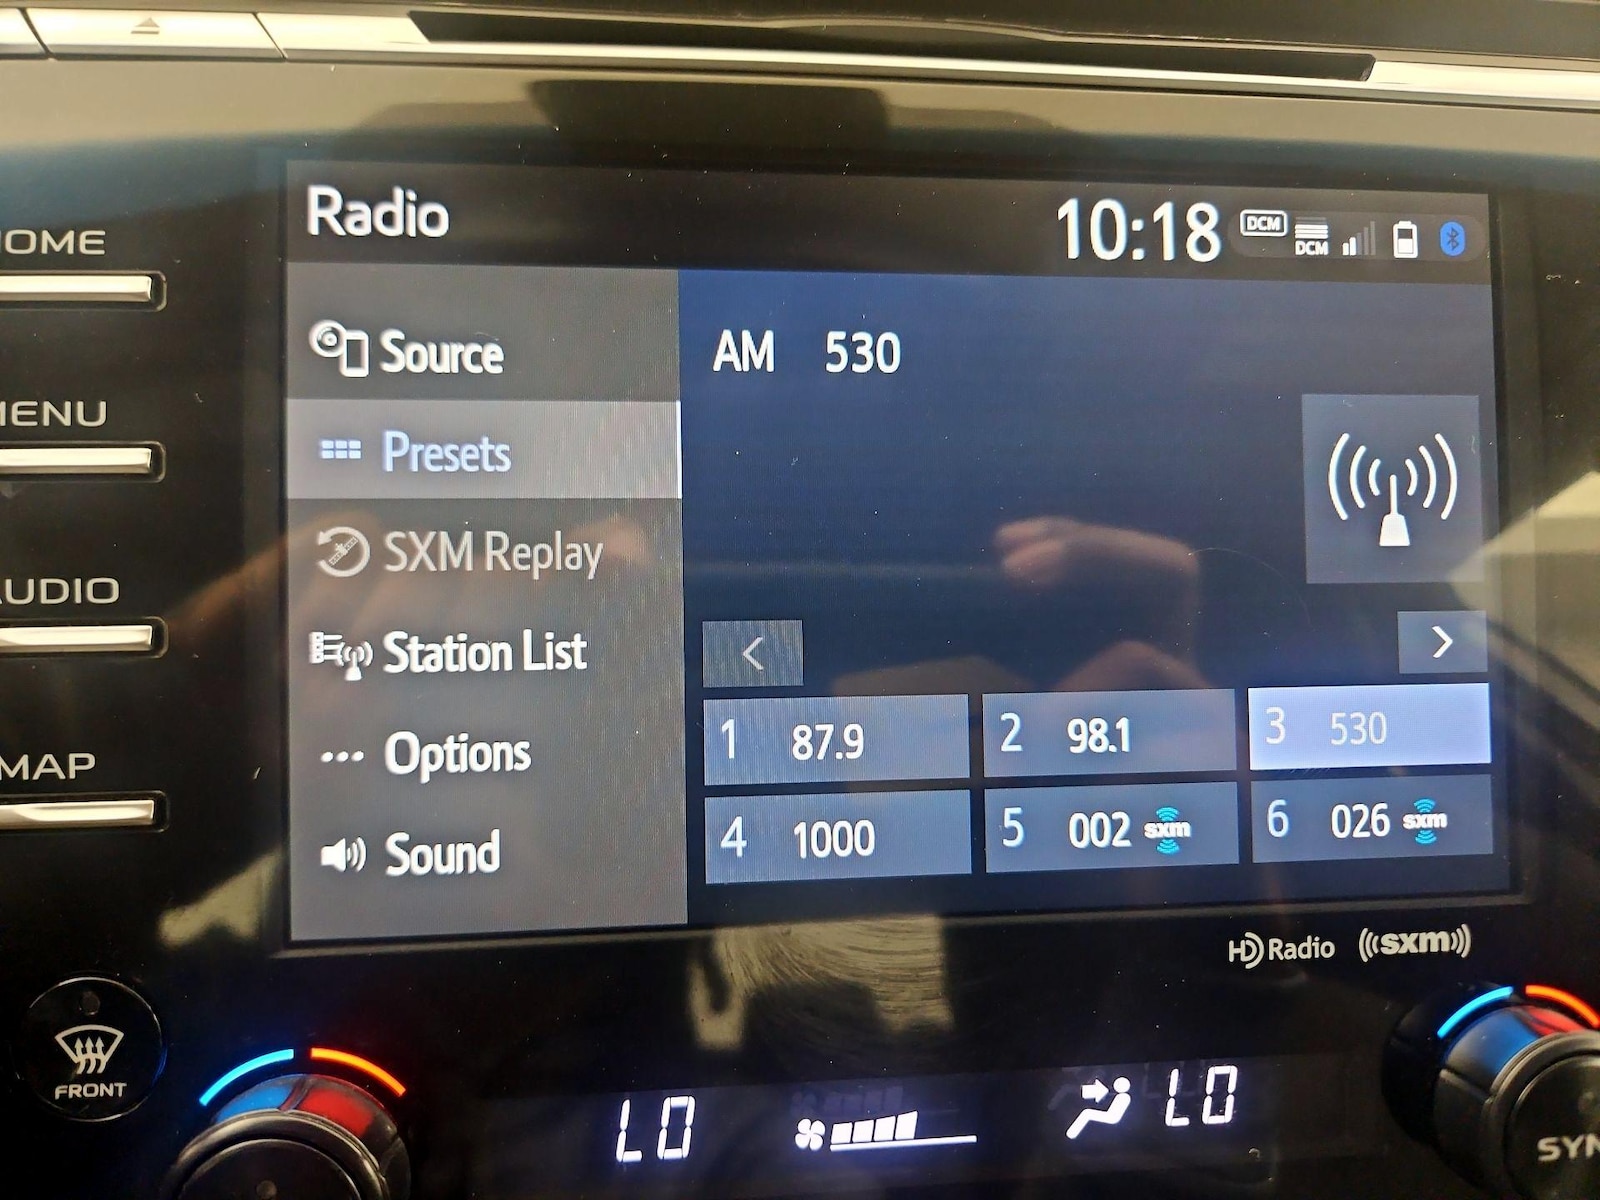 Radio
10:18 DCM DCM
Source
Presets
SXM Replay
Station List
Options
Sound
AM 530
1 87.9
2 98.1
3 530
4 1000
5 002 sxm
6 026 sxm
HD Radio ((sxm))
OME
MENU
AUDIO
MAP
FRONT
LO
LO
SYN